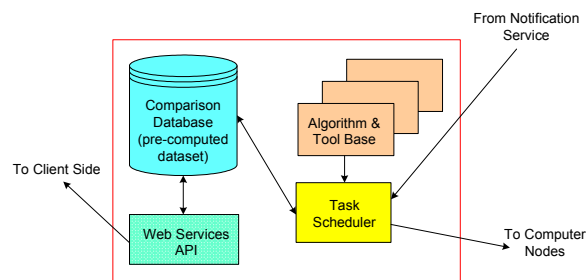 From Notification
Service
Comparison
Database
(pre-computed
dataset)
Algorithm &
Tool Base
To Client Side
Task
Scheduler
Web Services
API
To Computer
Nodes